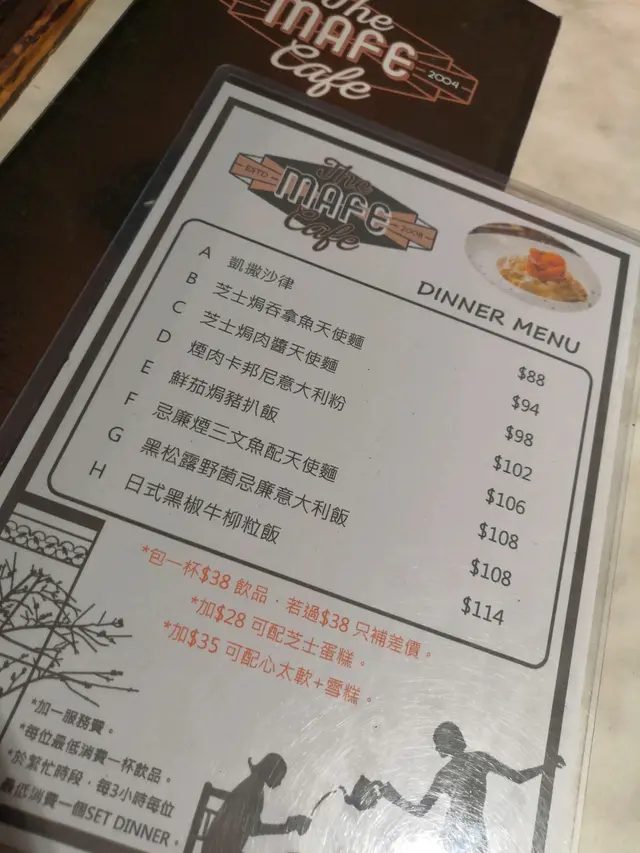 The
MAFE
Cafe
2004
ESTD
The
MAFE
Cafe
2004
DINNER MENU
A 凱撒沙律 $88
B 芝士焗吞拿魚天使麵 $94
C 芝士焗肉醬天使麵 $98
D 煙肉卡邦尼意大利粉 $102
E 鮮茄焗豬扒飯 $106
F 忌廉煙三文魚配天使麵 $108
G 黑松露野菌忌廉意大利飯 $108
H 日式黑椒牛柳粒飯 $114
*包一杯$38 飲品．若過$38 只補差價。
*加$28 可配芝士蛋糕。
*加$35 可配心太軟+雪糕。
*加一服務費。
*每位最低消費一杯飲品。
*於繁忙時段，每3小時每位
最低消費一個SET DINNER。